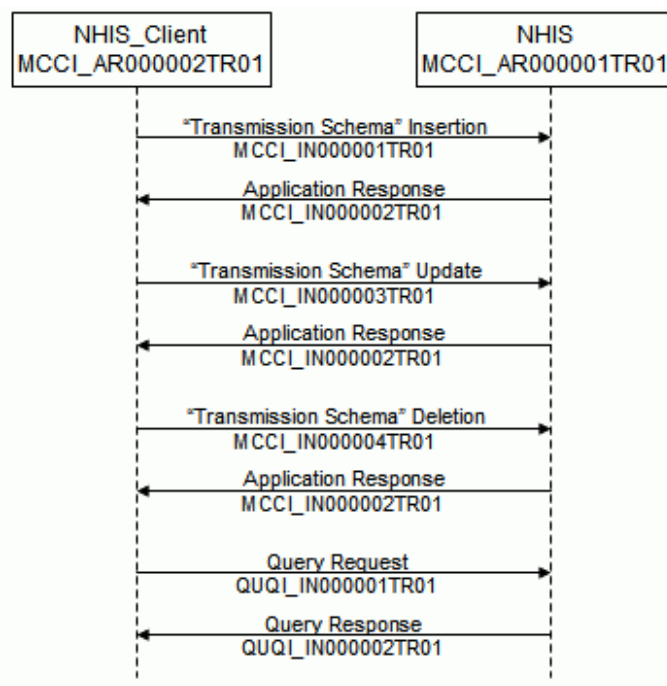 NHIS_Client
MCCI_AR000002TR01
NHIS
MCCI_AR000001TR01
“Transmission Schema” Insertion
MCCI_IN000001TR01
Application Response
MCCI_IN000002TR01
“Transmission Schema” Update
MCCI_IN000003TR01
Application Response
MCCI_IN000002TR01
“Transmission Schema” Deletion
MCCI_IN000004TR01
Application Response
MCCI_IN000002TR01
Query Request
QUQI_IN000001TR01
Query Response
QUQI_IN000002TR01